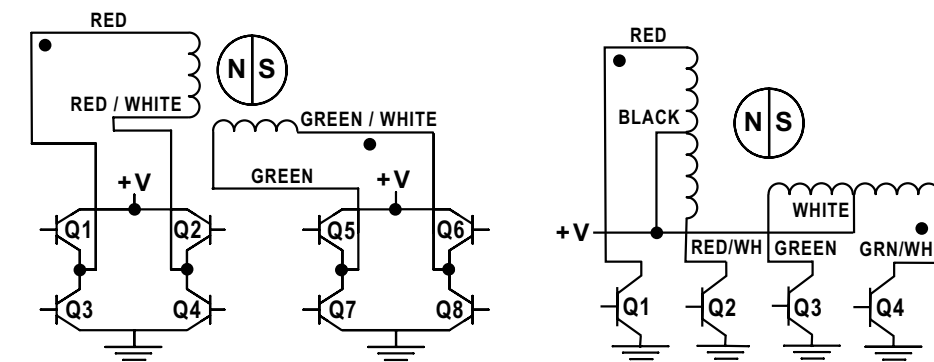 RED
N S
RED / WHITE
GREEN / WHITE
GREEN
+V
+V
Q1
Q2
Q5
Q6
Q3
Q4
Q7
Q8
RED
BLACK
N S
WHITE
+V
RED/WH
GREEN
GRN/WH
Q1
Q2
Q3
Q4